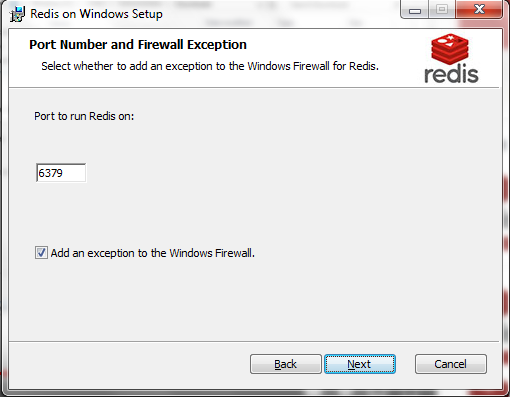 Redis on Windows Setup
Port Number and Firewall Exception
Select whether to add an exception to the Windows Firewall for Redis.
redis
Port to run Redis on:
6379
Add an exception to the Windows Firewall.
Back
Next
Cancel